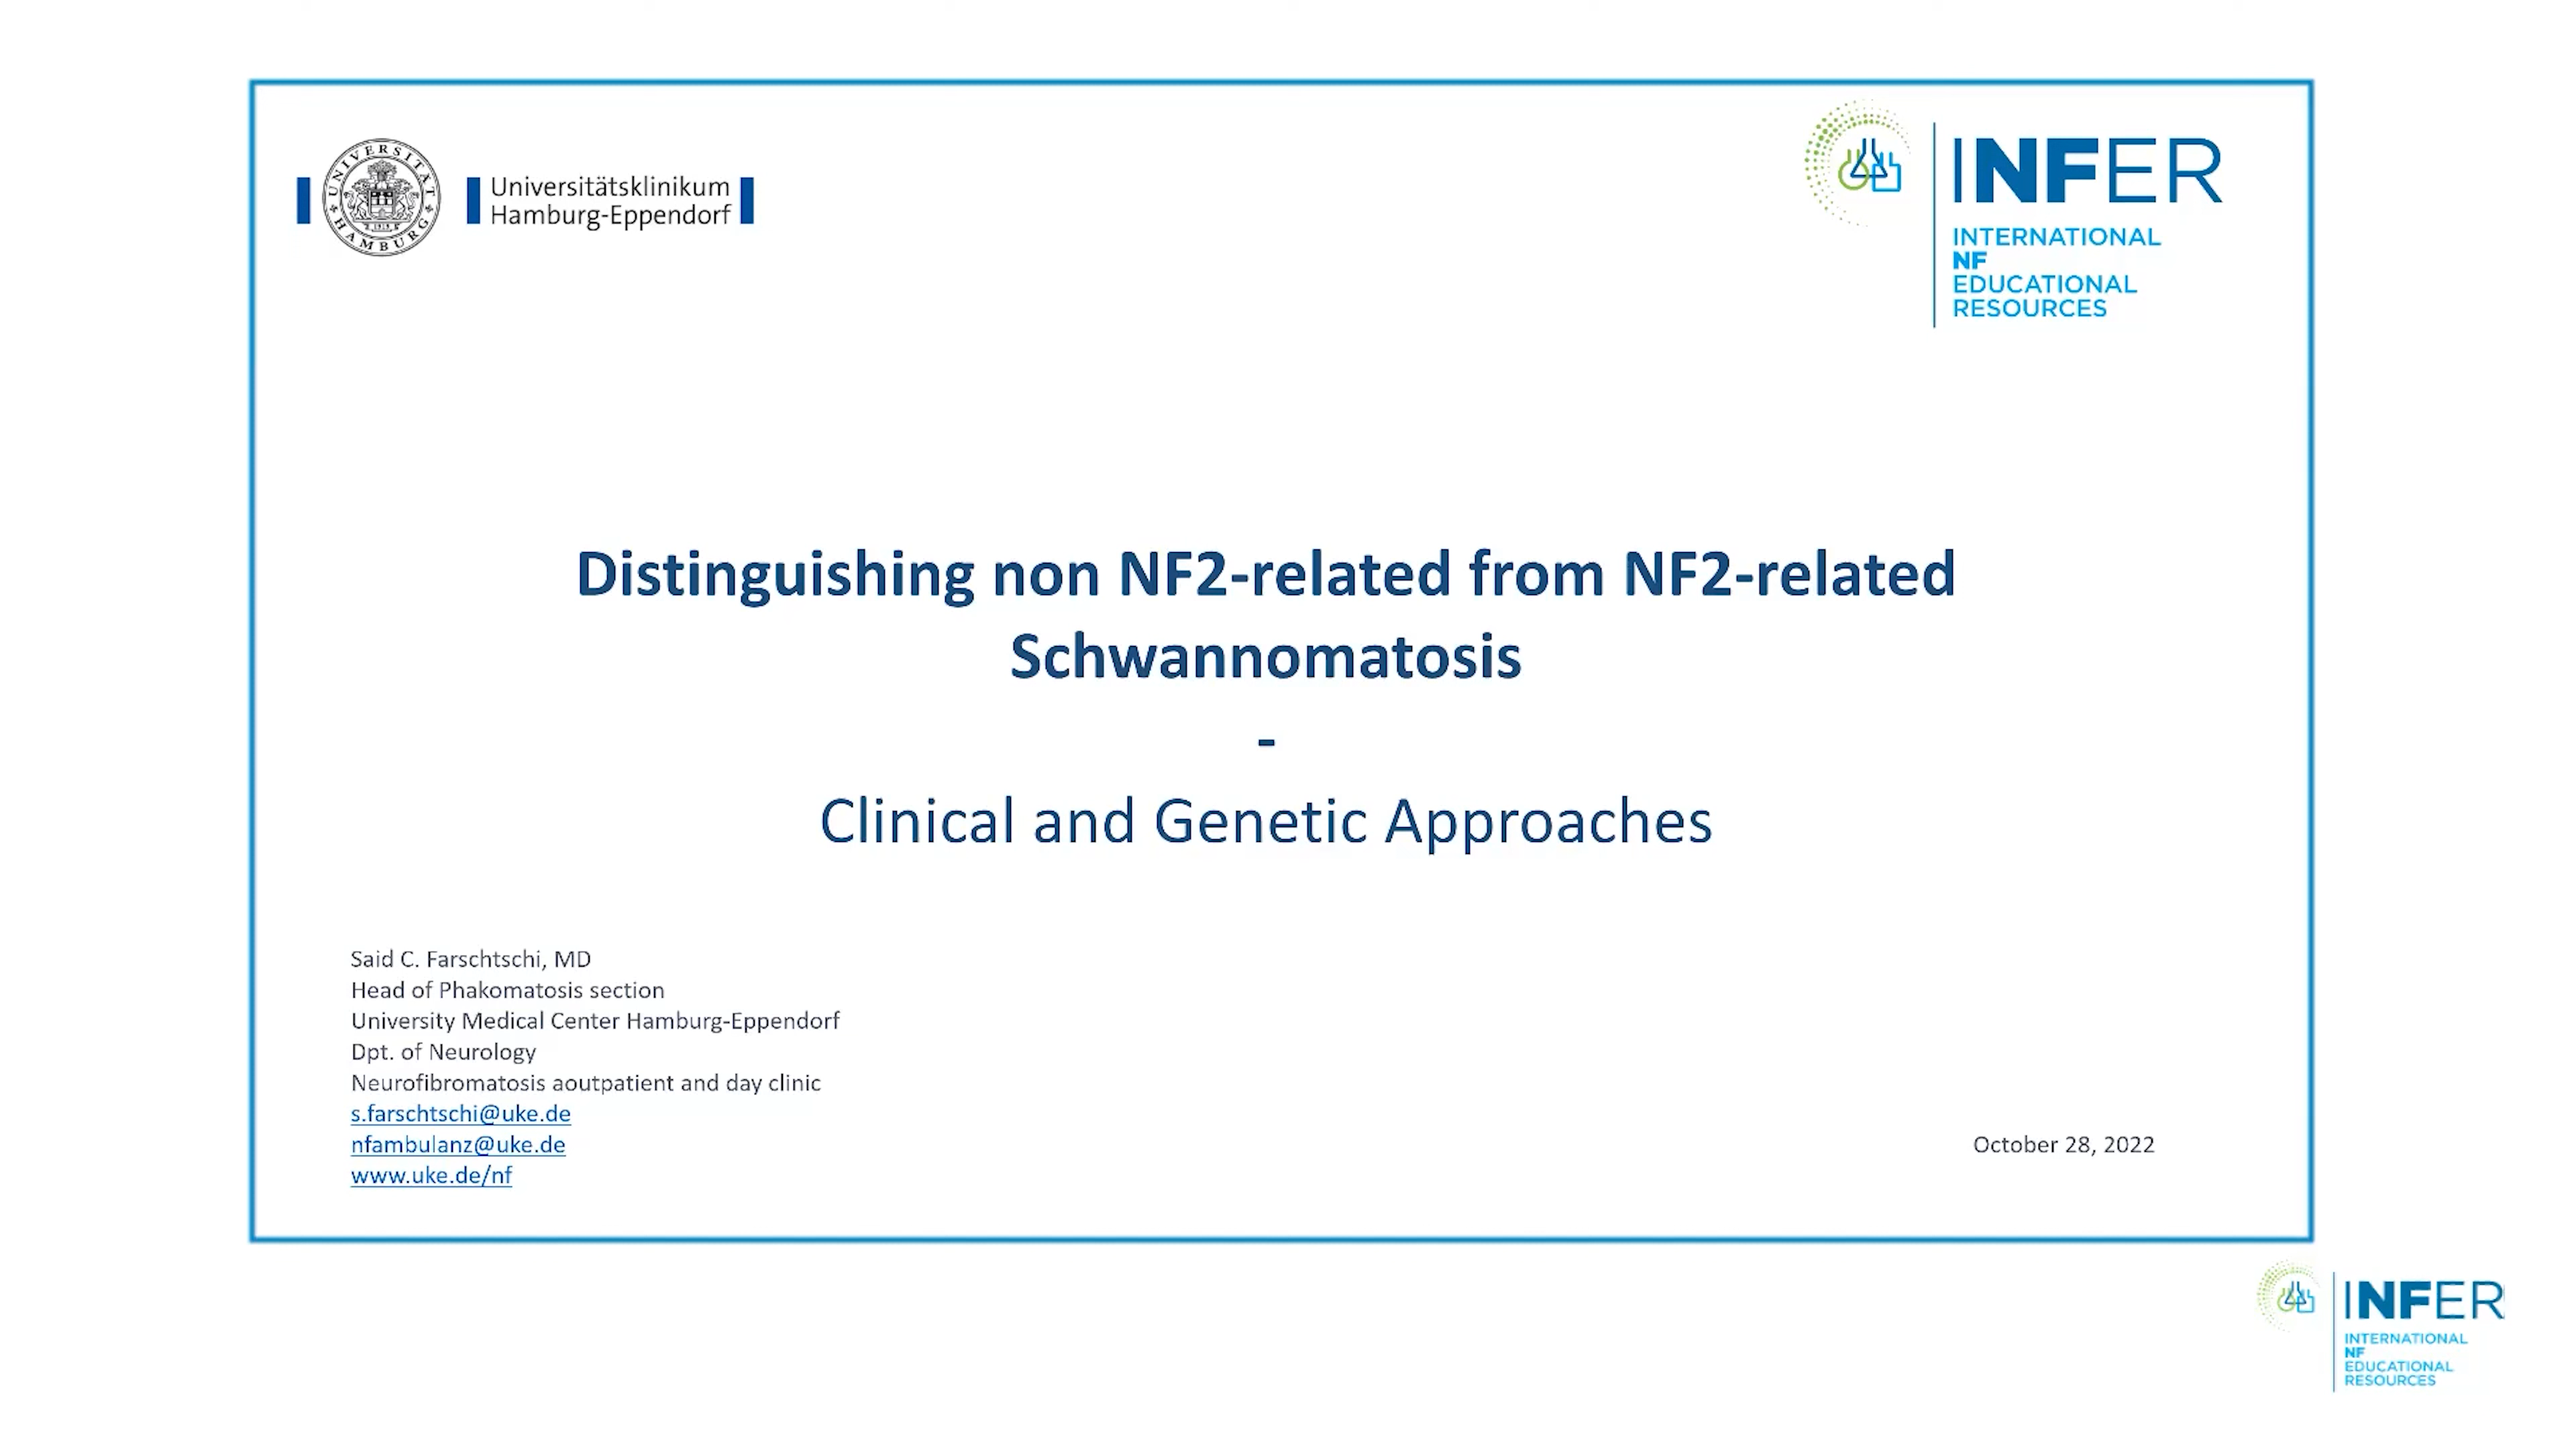 UNIVERSITÄT
HAMBURG
1919
Universitätsklinikum
Hamburg-Eppendorf
INFER
INTERNATIONAL
NF
EDUCATIONAL
RESOURCES
Distinguishing non NF2-related from NF2-related
Schwannomatosis
-
Clinical and Genetic Approaches
Said C. Farschtschi, MD
Head of Phakomatosis section
University Medical Center Hamburg-Eppendorf
Dpt. of Neurology
Neurofibromatosis aoutpatient and day clinic
s.farschtschi@uke.de
nfambulanz@uke.de
www.uke.de/nf
October 28, 2022
INFER
INTERNATIONAL
NF
EDUCATIONAL
RESOURCES